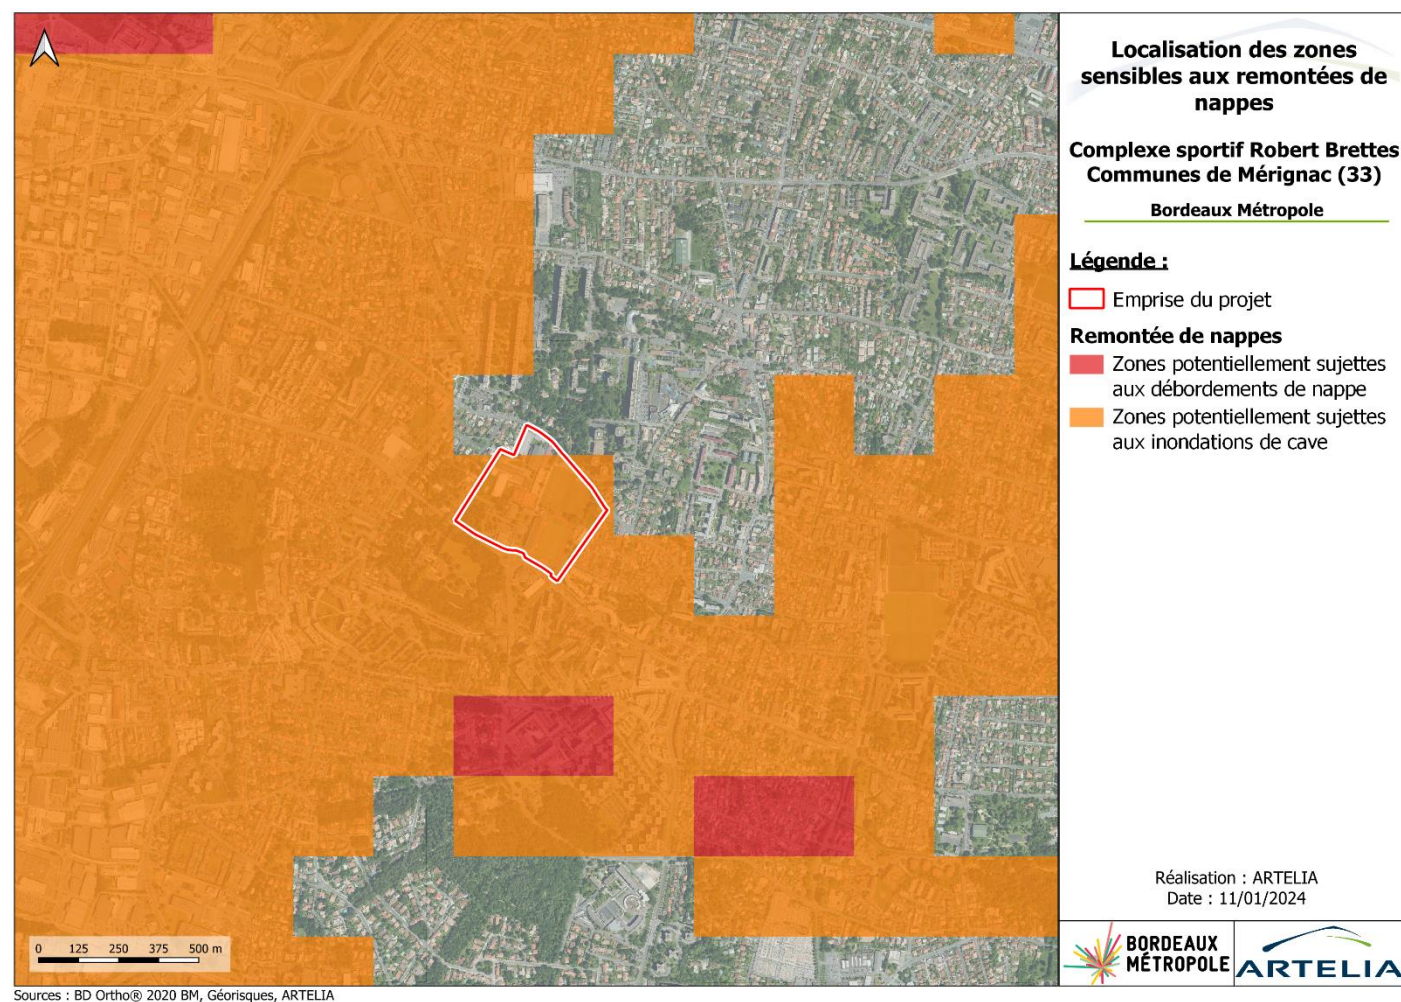 Localisation des zones
sensibles aux remontées de
nappes
Complexe sportif Robert Brettes
Communes de Mérignac (33)
Bordeaux Métropole
Légende :
Emprise du projet
Remontée de nappes
Zones potentiellement sujettes
aux débordements de nappe
Zones potentiellement sujettes
aux inondations de cave
Réalisation : ARTELIA
Date : 11/01/2024
BORDEAUX
MÉTROPOLE
ARTELIA
0 125 250 375 500 m
Sources : BD Ortho® 2020 BM, Géorisques, ARTELIA